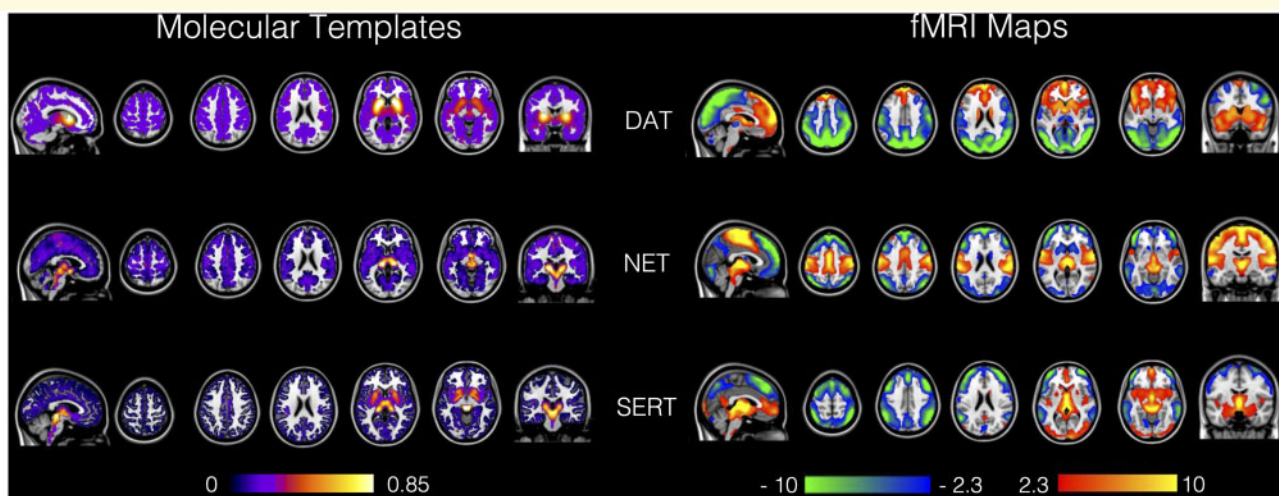 Molecular Templates
fMRI Maps
DAT
NET
SERT
0 0.85
- 10 - 2.3 2.3 10